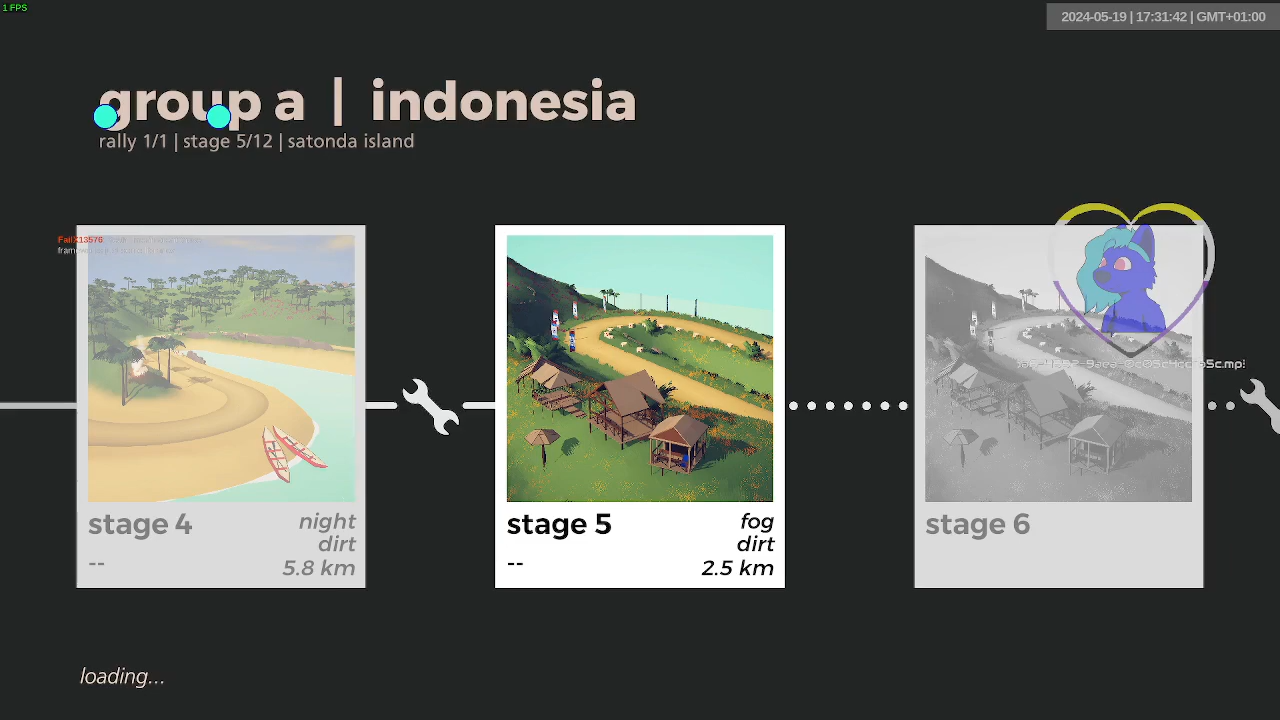 1 FPS
2024-05-19 | 17:31:42 | GMT+01:00
group a | indonesia
rally 1/1 | stage 5/12 | satonda island
stage 4
night
dirt
--
5.8 km
stage 5
fog
dirt
--
2.5 km
stage 6
loading...